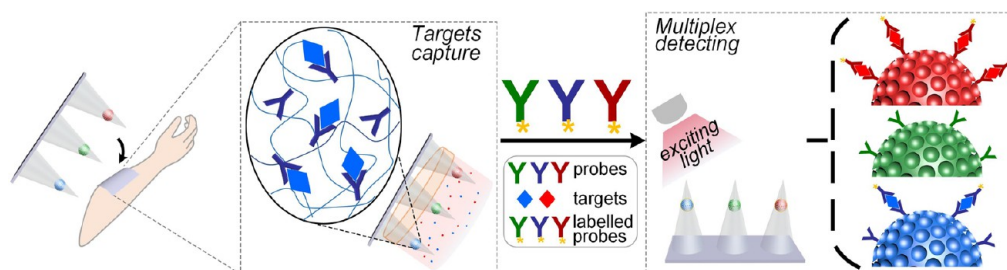 Targets
capture
probes
targets
labelled
probes
Multiplex
detecting
exciting
light